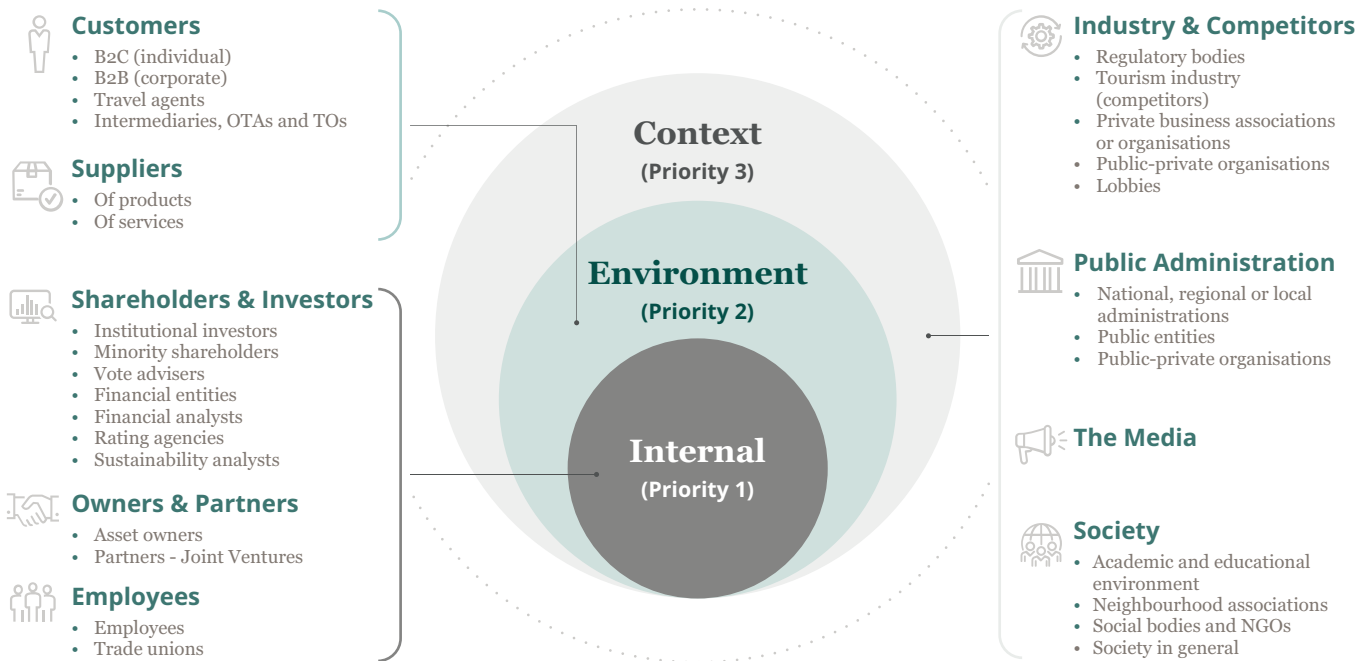 Customers
• B2C (individual)
• B2B (corporate)
• Travel agents
• Intermediaries, OTAs and TOs
Suppliers
• Of products
• Of services
Shareholders & Investors
• Institutional investors
• Minority shareholders
• Vote advisers
• Financial entities
• Financial analysts
• Rating agencies
• Sustainability analysts
Owners & Partners
• Asset owners
• Partners - Joint Ventures
Employees
• Employees
• Trade unions
Context
(Priority 3)
Environment
(Priority 2)
Internal
(Priority 1)
Industry & Competitors
• Regulatory bodies
• Tourism industry
(competitors)
• Private business associations
or organisations
• Public-private organisations
• Lobbies
Public Administration
• National, regional or local
administrations
• Public entities
• Public-private organisations
The Media
Society
• Academic and educational
environment
• Neighbourhood associations
• Social bodies and NGOs
• Society in general